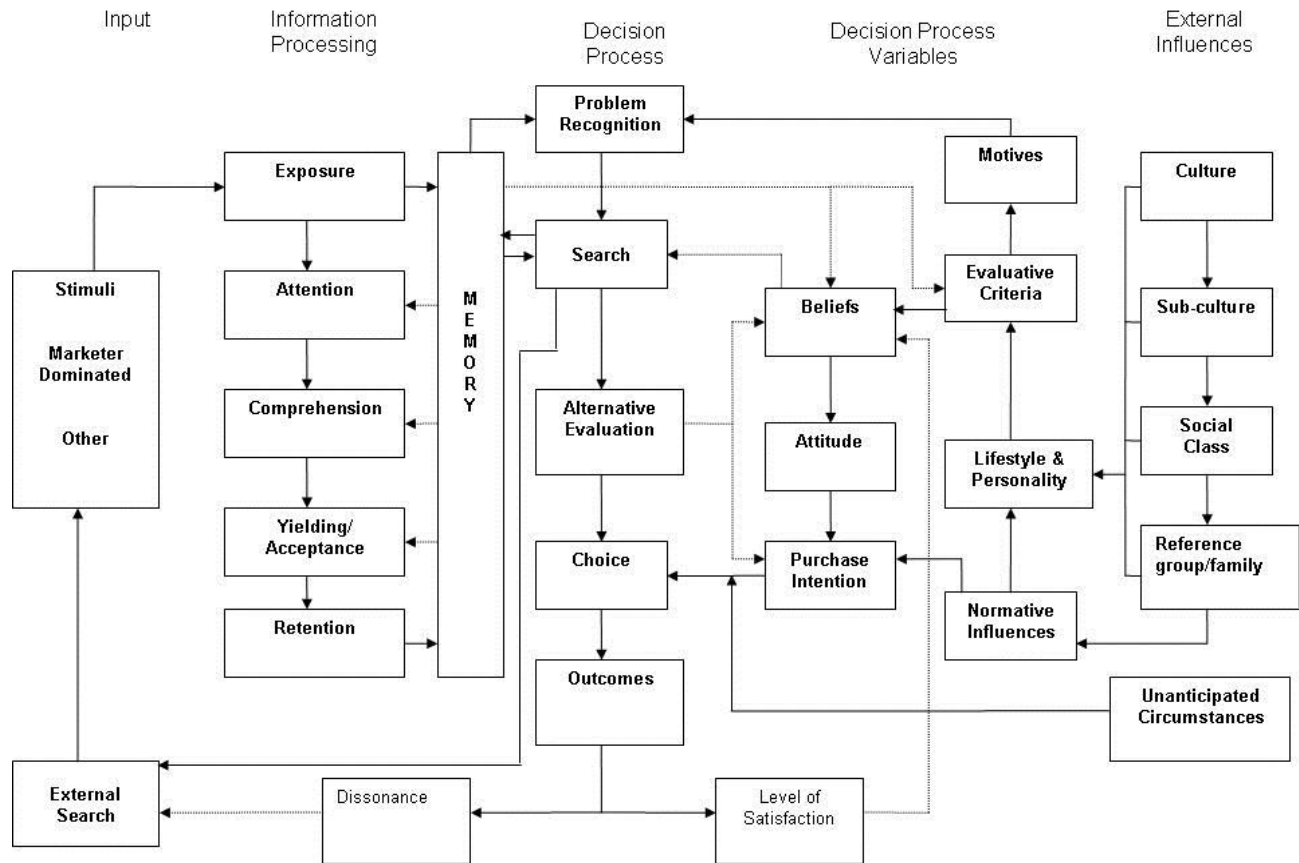 Input
Information
Processing
Decision
Process
Decision Process
Variables
External
Influences
Stimuli
Marketer
Dominated
Other
External
Search
Exposure
Attention
Comprehension
Yielding/
Acceptance
Retention
M
E
M
O
R
Y
Problem
Recognition
Search
Alternative
Evaluation
Choice
Outcomes
Dissonance
Level of
Satisfaction
Beliefs
Attitude
Purchase
Intention
Motives
Evaluative
Criteria
Lifestyle &
Personality
Normative
Influences
Culture
Sub-culture
Social
Class
Reference
group/family
Unanticipated
Circumstances